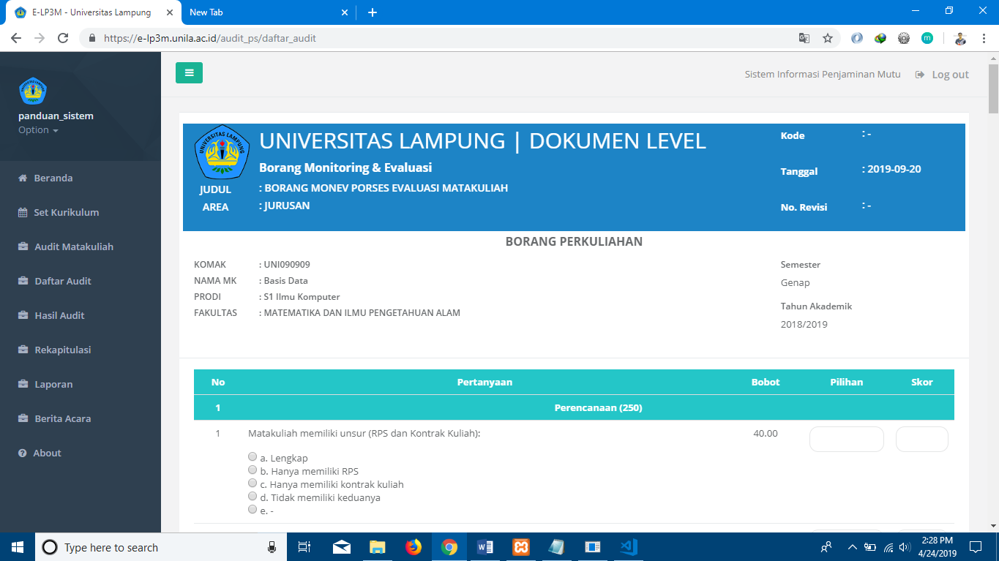 E-LP3M - Universitas Lampung
New Tab
https://e-lp3m.unila.ac.id/audit_ps/daftar_audit
m
panduan_sistem
Option
Beranda
Set Kurikulum
Audit Matakuliah
Daftar Audit
Hasil Audit
Rekapitulasi
Laporan
Berita Acara
About
Sistem Informasi Penjaminan Mutu
Log out
UNIVERSITAS LAMPUNG
UNIVERSITAS LAMPUNG | DOKUMEN LEVEL
Borang Monitoring & Evaluasi
JUDUL : BORANG MONEV PORSES EVALUASI MATAKULIAH
AREA : JURUSAN
Kode : -
Tanggal : 2019-09-20
No. Revisi : -
BORANG PERKULIAHAN
KOMAK : UNI090909
NAMA MK : Basis Data
PRODI : S1 Ilmu Komputer
FAKULTAS : MATEMATIKA DAN ILMU PENGETAHUAN ALAM
Semester
Genap
Tahun Akademik
2018/2019
No Pertanyaan Bobot Pilihan Skor
1 Perencanaan (250)
1 Matakuliah memiliki unsur (RPS dan Kontrak Kuliah): 40.00
a. Lengkap
b. Hanya memiliki RPS
c. Hanya memiliki kontrak kuliah
d. Tidak memiliki keduanya
e. -
Type here to search
2:28 PM
4/24/2019